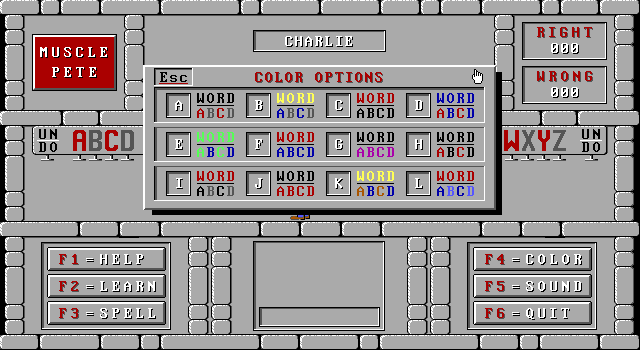 MUSCLE
PETE
CHARLIE
RIGHT
000
WRONG
000
Esc
COLOR OPTIONS
A WORD ABCD B WORD ABCD C WORD ABCD D WORD ABCD
E WORD ABCD F WORD ABCD G WORD ABCD H WORD ABCD
I WORD ABCD J WORD ABCD K WORD ABCD L WORD ABCD
UN
DO
ABCD
WXYZ
UN
DO
F1=HELP
F2=LEARN
F3=SPELL
F4=COLOR
F5=SOUND
F6=QUIT